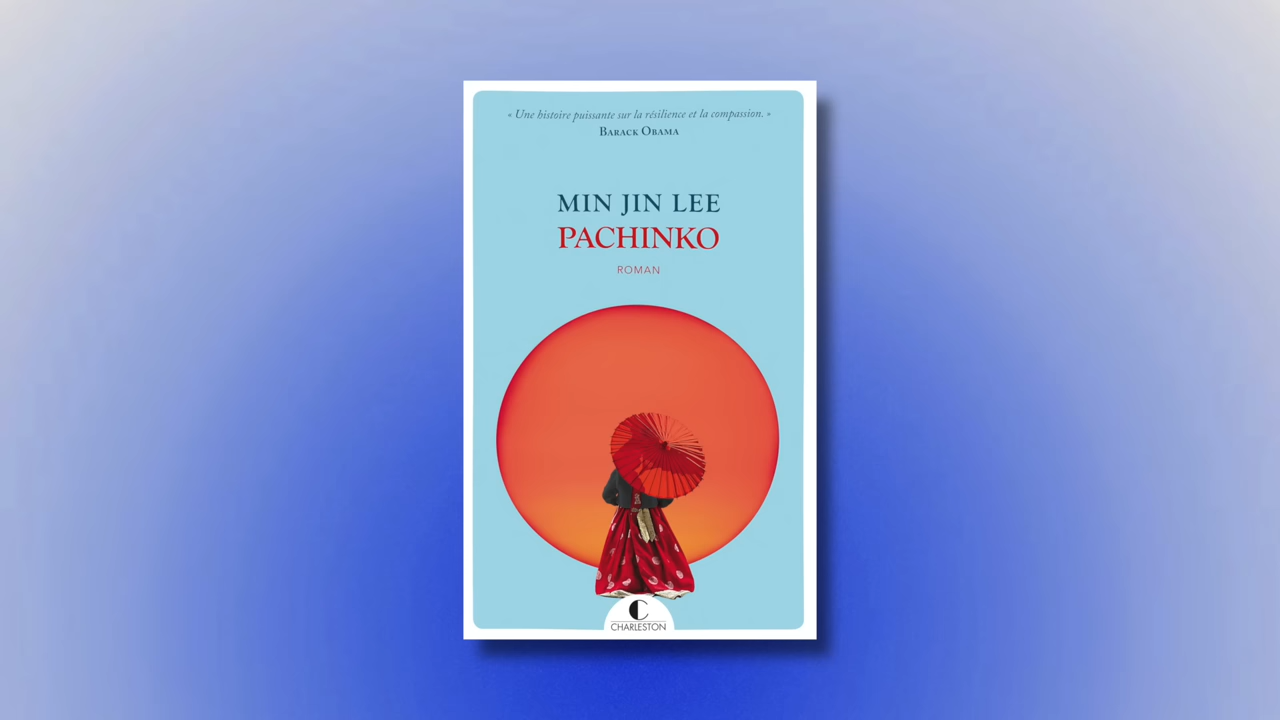 « Une histoire puissante sur la résilience et la compassion. »
BARACK OBAMA
MIN JIN LEE
PACHINKO
ROMAN
C
CHARLESTON